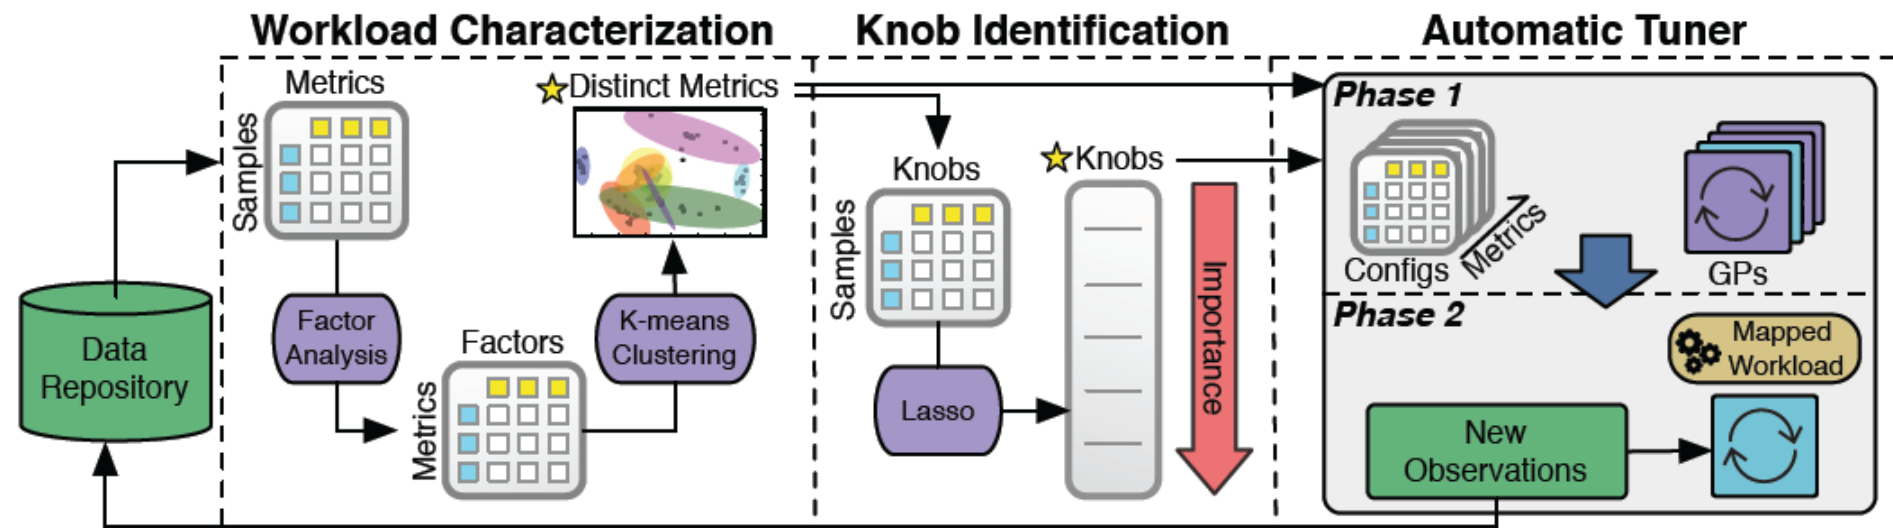 Workload Characterization
Knob Identification
Automatic Tuner
Data
Repository
Metrics
Samples
Factor
Analysis
Factors
Metrics
K-means
Clustering
Distinct Metrics
Knobs
Samples
Lasso
Knobs
Importance
Phase 1
Configs
Metrics
GPs
Phase 2
Mapped
Workload
New
Observations